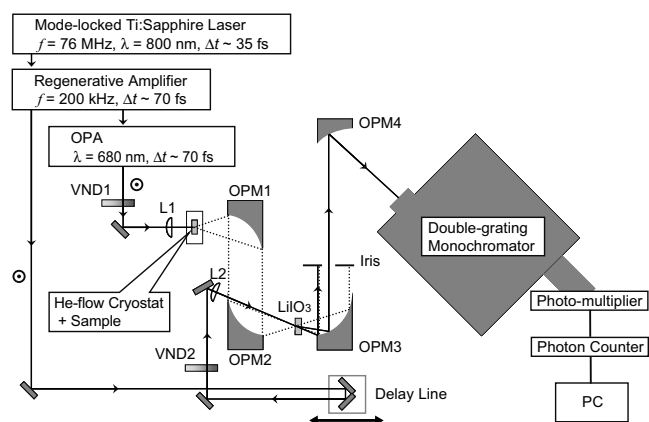 Mode-locked Ti:Sapphire Laser
f = 76 MHz, λ = 800 nm, Δt ~ 35 fs
Regenerative Amplifier
f = 200 kHz, Δt ~ 70 fs
OPA
λ = 680 nm, Δt ~ 70 fs
VND1
L1
OPM1
OPM4
Double-grating
Monochromator
Iris
He-flow Cryostat
+ Sample
L2
LiIO3
OPM2
OPM3
VND2
Photo-multiplier
Photon Counter
PC
Delay Line